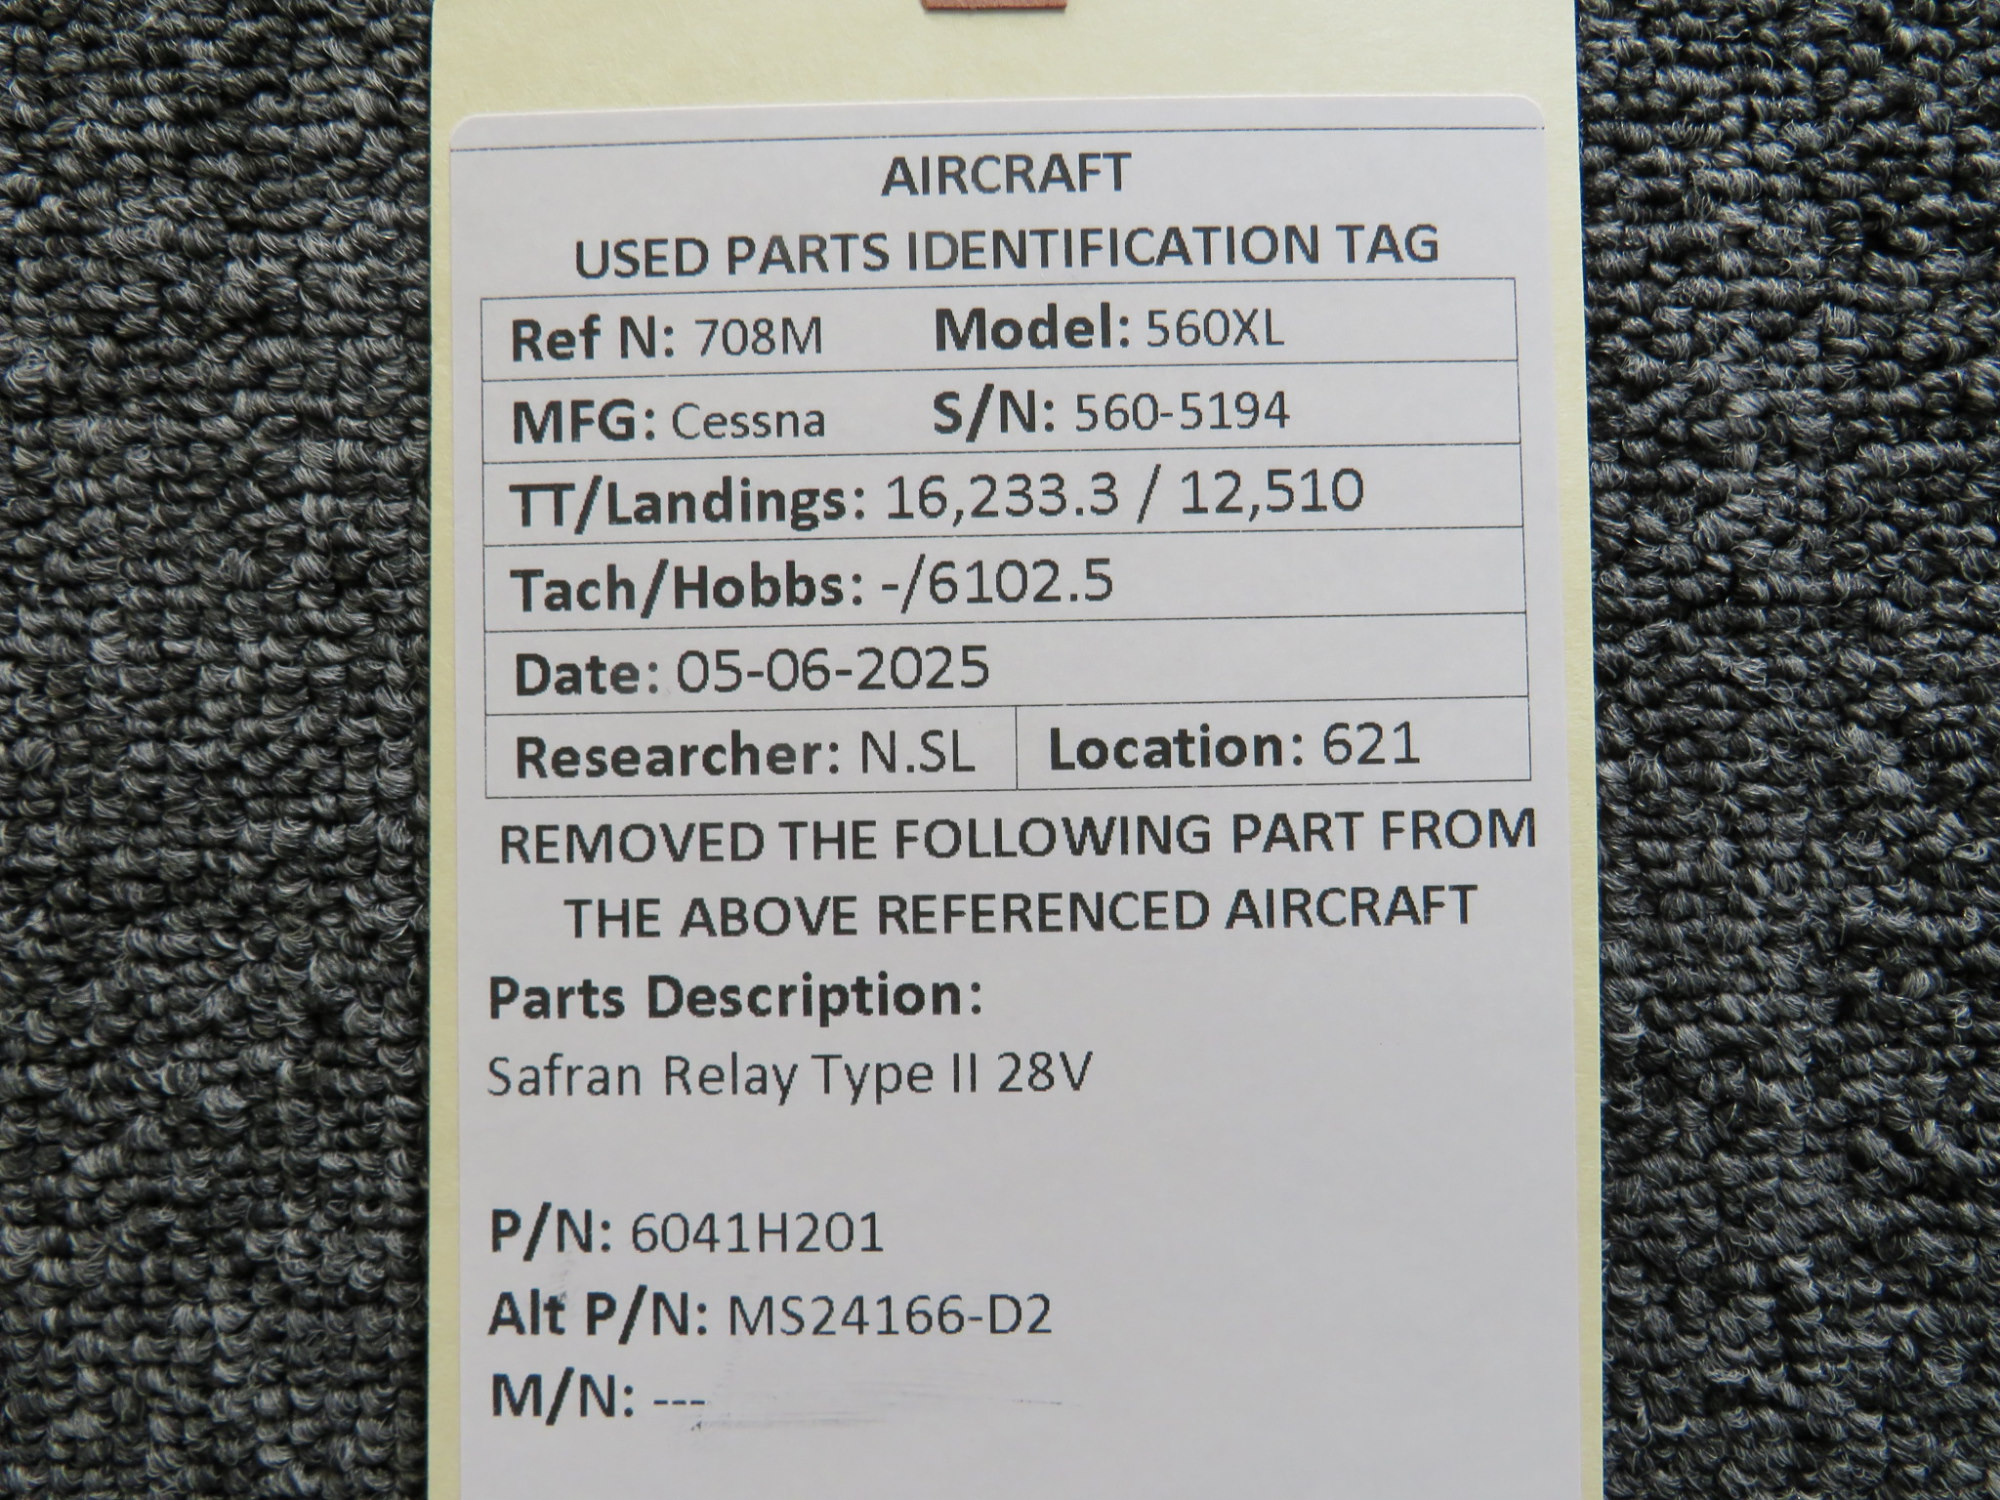 AIRCRAFT
USED PARTS IDENTIFICATION TAG
Ref N: 708M Model: 560XL
MFG: Cessna S/N: 560-5194
TT/Landings: 16,233.3 / 12,510
Tach/Hobbs: -/6102.5
Date: 05-06-2025
Researcher: N.SL Location: 621
REMOVED THE FOLLOWING PART FROM
THE ABOVE REFERENCED AIRCRAFT
Parts Description:
Safran Relay Type II 28V
P/N: 6041H201
Alt P/N: MS24166-D2
M/N: ---